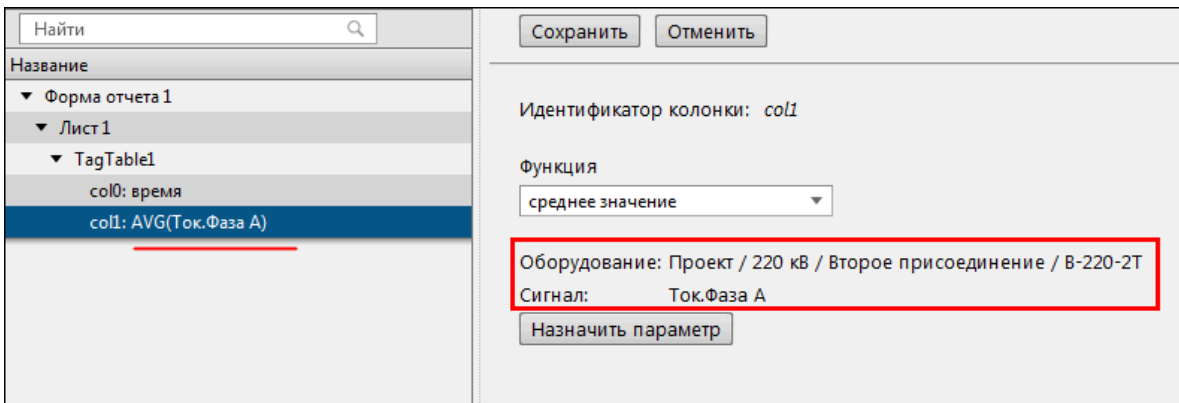 Найти
Название
Форма отчета 1
Лист 1
TagTable1
col0: время
col1: AVG(Ток.Фаза А)
Сохранить Отменить
Идентификатор колонки: col1
Функция
среднее значение
Оборудование: Проект / 220 кВ / Второе присоединение / В-220-2Т
Сигнал: Ток.Фаза А
Назначить параметр